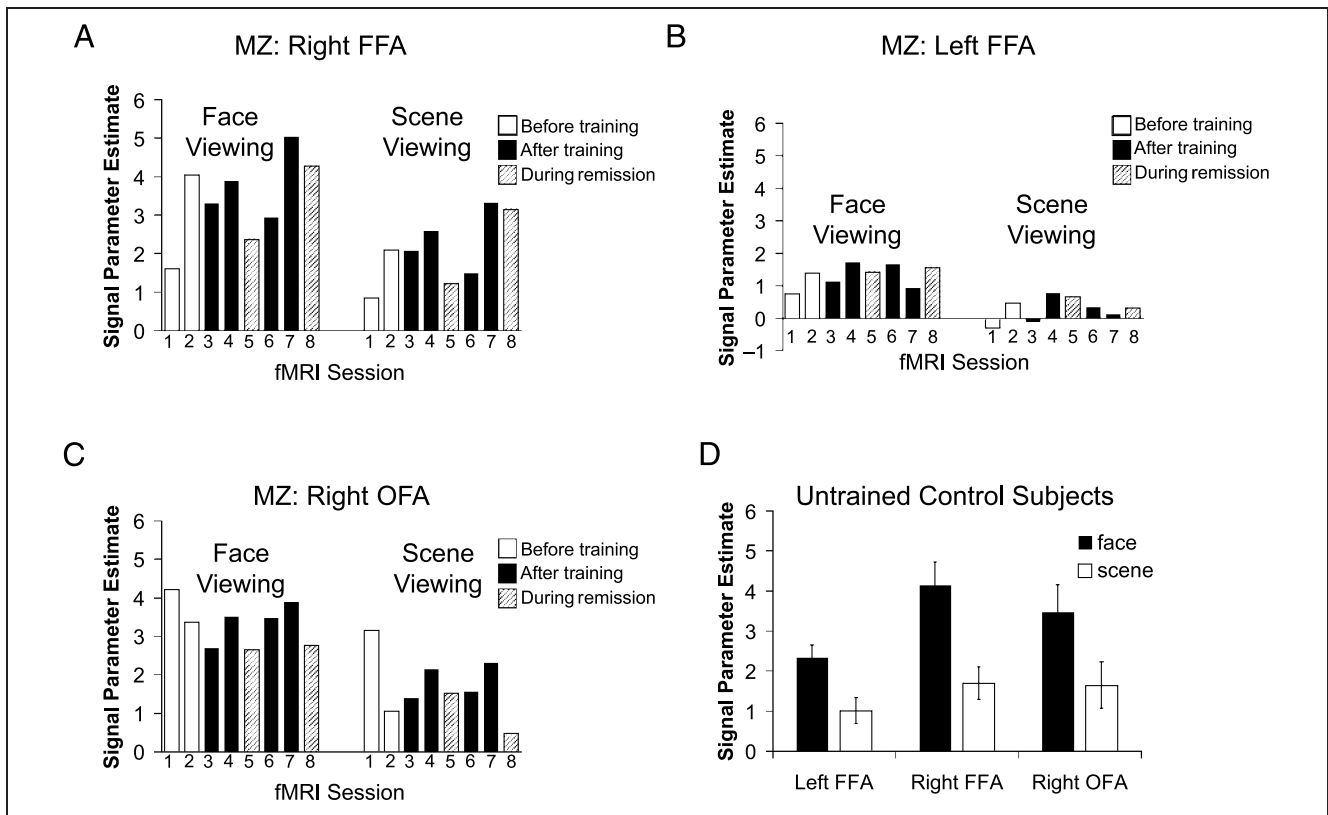 A
MZ: Right FFA
Signal Parameter Estimate
6
5
4
3
2
1
0
Face
Viewing
Scene
Viewing
Before training
After training
During remission
1 2 3 4 5 6 7 8
1 2 3 4 5 6 7 8
fMRI Session
B
MZ: Left FFA
Signal Parameter Estimate
6
5
4
3
2
1
0
–1
Face
Viewing
Scene
Viewing
Before training
After training
During remission
1 2 3 4 5 6 7 8
1 2 3 4 5 6 7 8
fMRI Session
C
MZ: Right OFA
Signal Parameter Estimate
6
5
4
3
2
1
0
Face
Viewing
Scene
Viewing
Before training
After training
During remission
1 2 3 4 5 6 7 8
1 2 3 4 5 6 7 8
fMRI Session
D
Untrained Control Subjects
Signal Parameter Estimate
6
5
4
3
2
1
0
face
scene
Left FFA Right FFA Right OFA